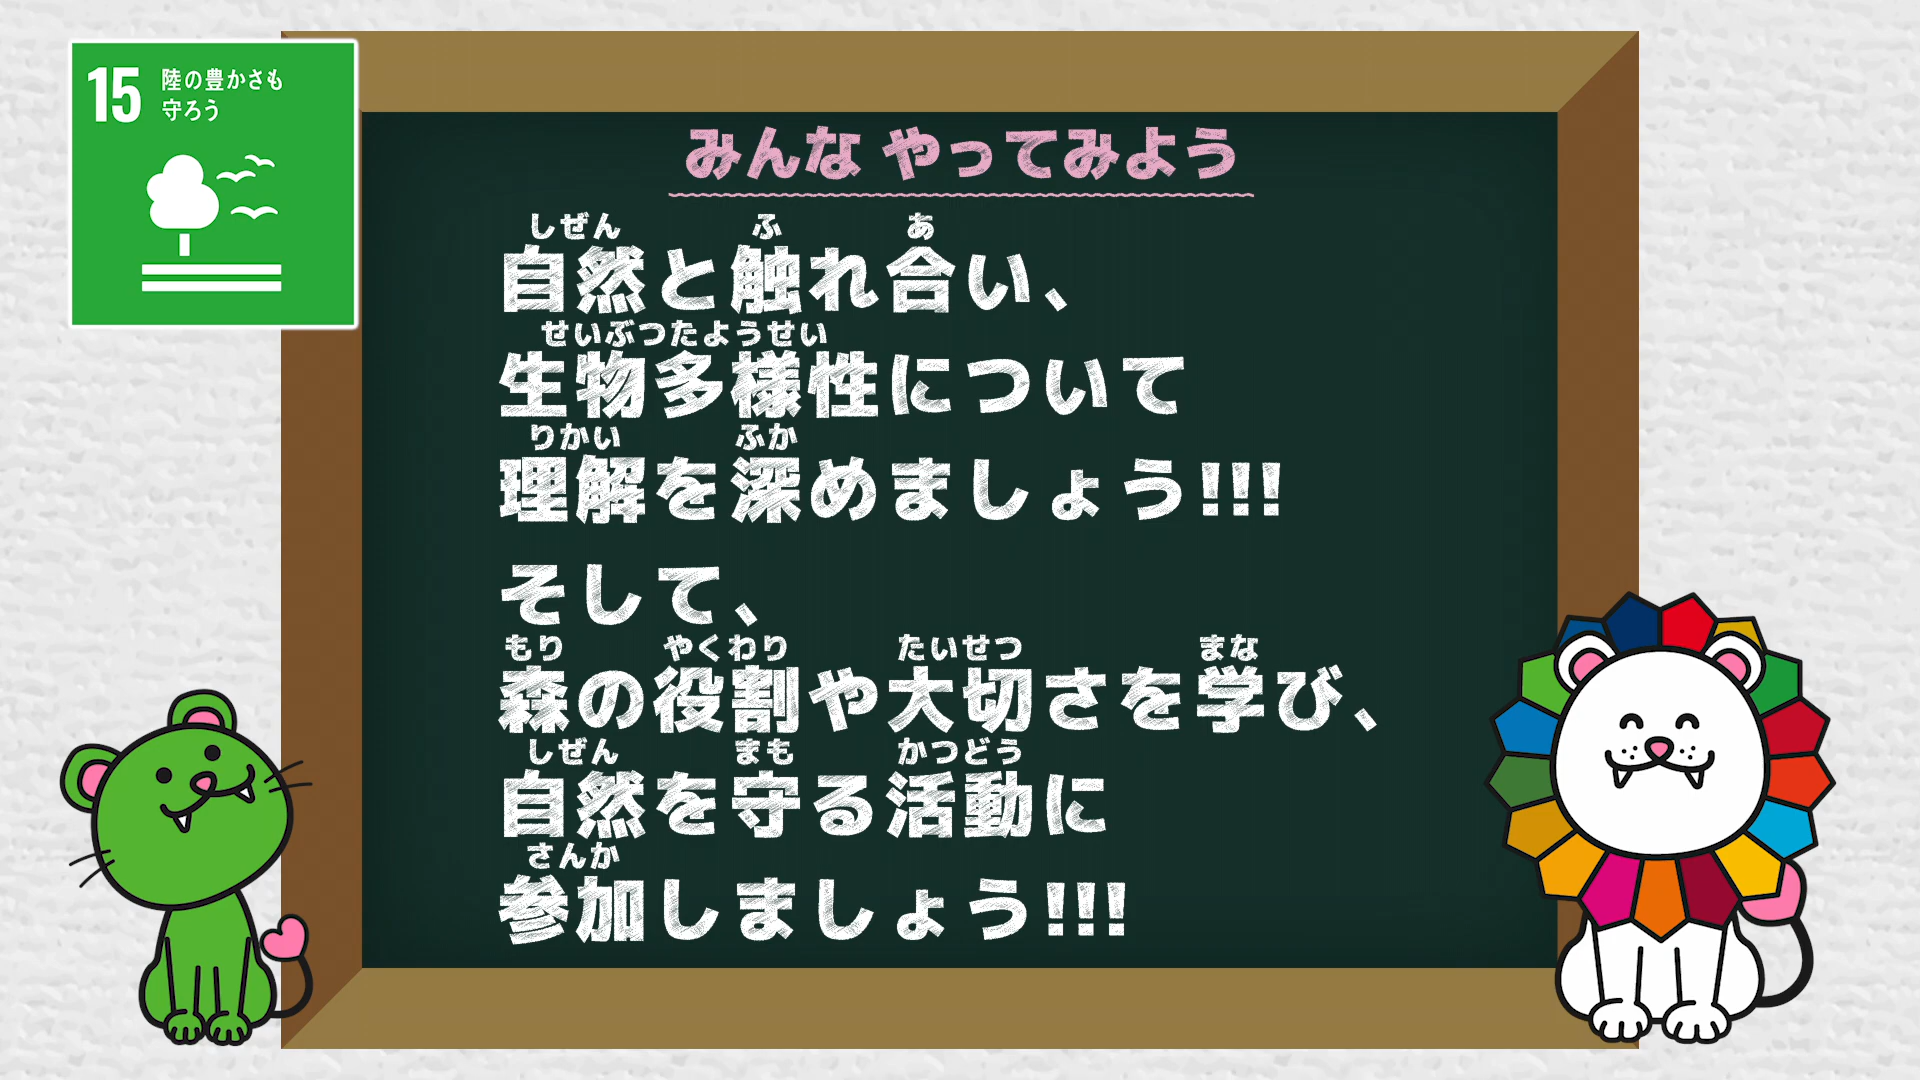 15 陸の豊かさも
守ろう
みんな やってみよう
しぜん ふ あ
自然と触れ合い、
せいぶつたようせい
生物多様性について
りかい ふか
理解を深めましょう!!!
そして、
もり やくわり たいせつ まな
森の役割や大切さを学び、
しぜん まも かつどう
自然を守る活動に
さんか
参加しましょう!!!